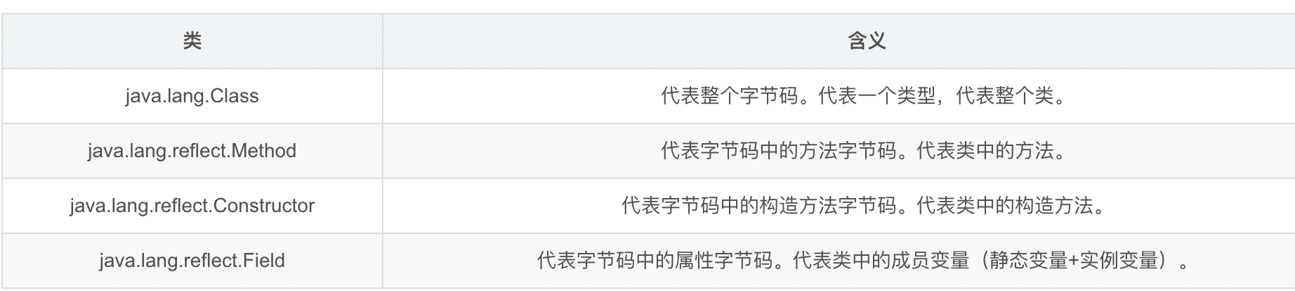 类 含义
java.lang.Class 代表整个字节码。代表一个类型，代表整个类。
java.lang.reflect.Method 代表字节码中的方法字节码。代表类中的方法。
java.lang.reflect.Constructor 代表字节码中的构造方法字节码。代表类中的构造方法。
java.lang.reflect.Field 代表字节码中的属性字节码。代表类中的成员变量（静态变量+实例变量）。